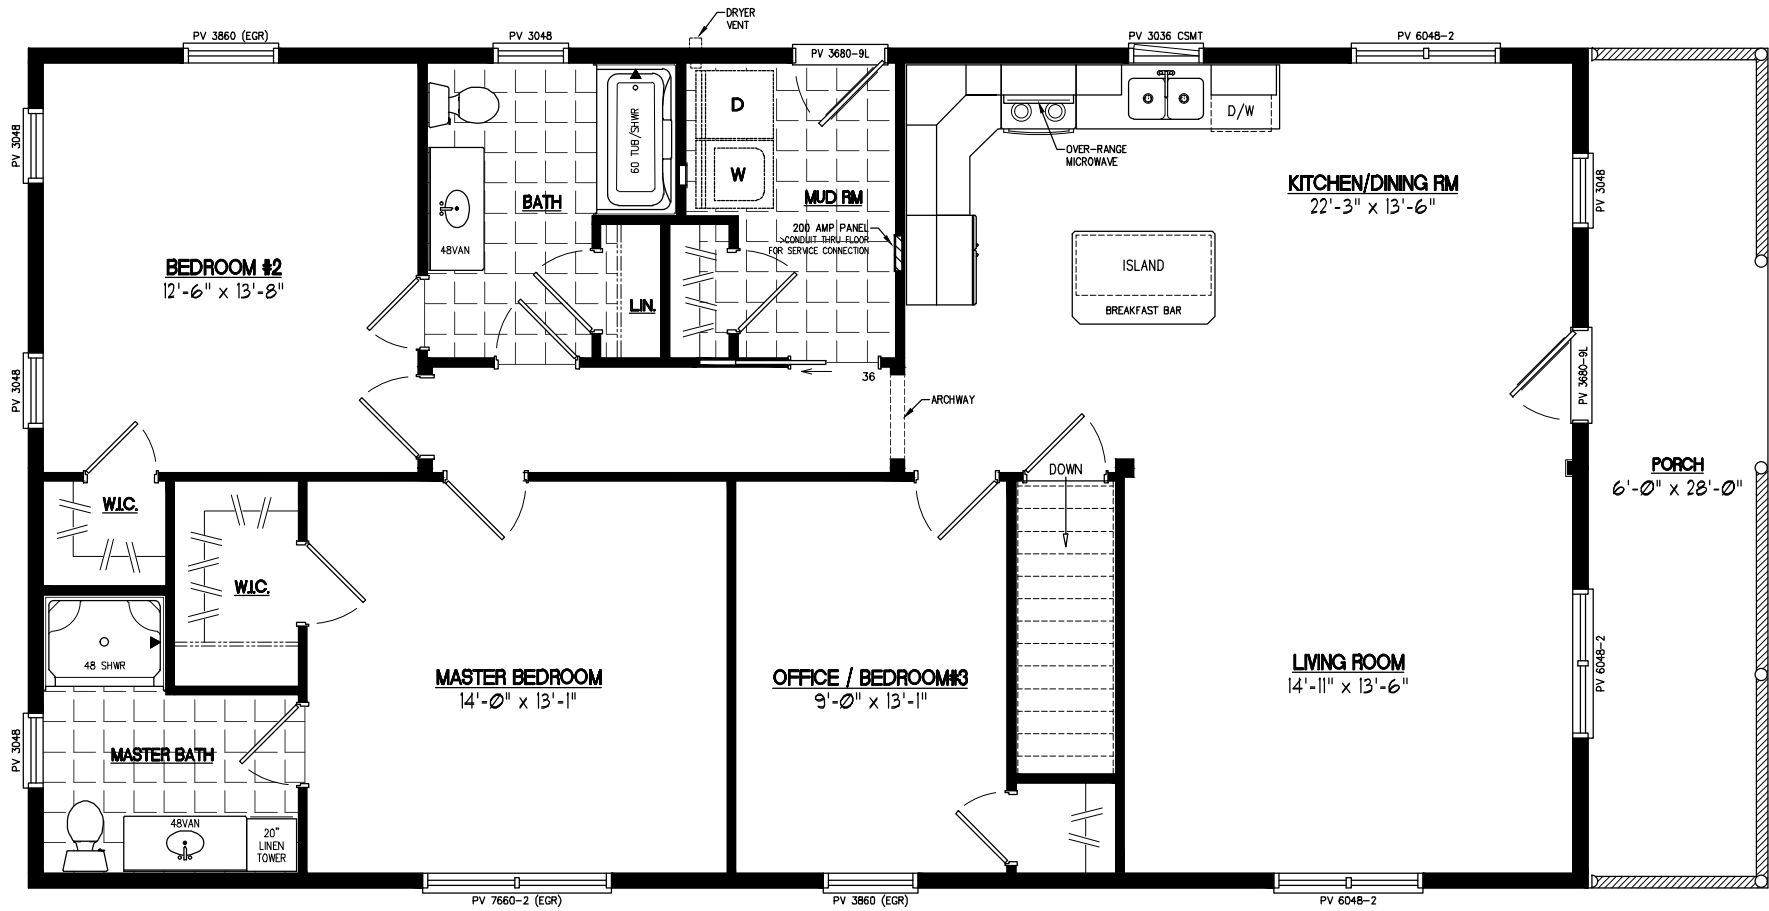 DRYER
VENT
PV 3860 (EGR)
PV 3048
PV 3680-9L
PV 3036 CSMT
PV 6048-2
D
W
60 TUB/SHWR
D/W
PV 3048
OVER-RANGE
MICROWAVE
KITCHEN/DINING RM
22'-3" x 13'-6"
PV 3048
BATH
MUD RM
48VAN
200 AMP PANEL
>CONDUIT THRU FLOOR
FOR SERVICE CONNECTION
BEDROOM #2
12'-6" x 13'-8"
ISLAND
BREAKFAST BAR
LIN.
PV 3048
36
PV 3680-9L
ARCHWAY
DOWN
PORCH
6'-0" x 28'-0"
W.I.C.
W.I.C.
48 SHWR
MASTER BEDROOM
14'-0" x 13'-1"
OFFICE / BEDROOM#3
9'-0" x 13'-1"
LIVING ROOM
14'-11" x 13'-6"
PV 6048-2
PV 3048
MASTER BATH
48VAN
20"
LINEN
TOWER
PV 7660-2 (EGR)
PV 3860 (EGR)
PV 6048-2